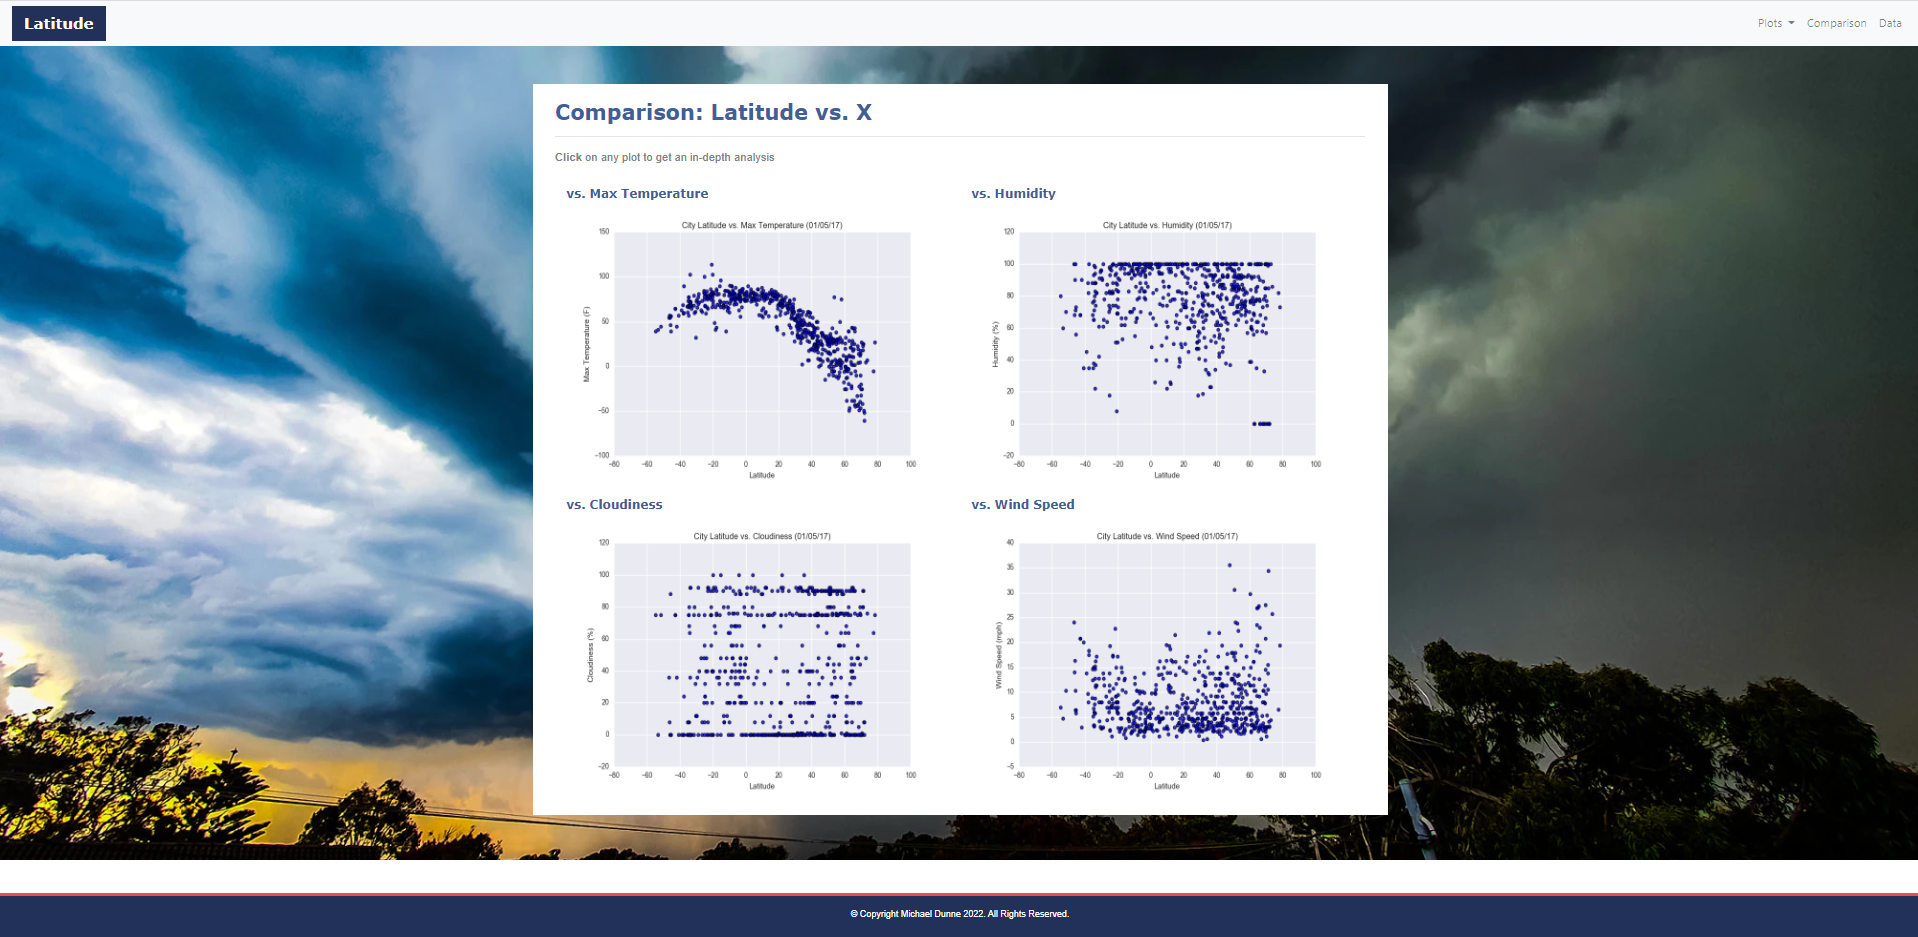 Latitude
Plots Comparison Data
Comparison: Latitude vs. X
Click on any plot to get an in-depth analysis
vs. Max Temperature
City Latitude vs. Max Temperature (01/05/17)
150
100
50
0
−50
−100
Max Temperature (F)
−80 −60 −40 −20 0 20 40 60 80 100
Latitude
vs. Humidity
City Latitude vs. Humidity (01/05/17)
120
100
80
60
40
20
0
−20
Humidity (%)
−80 −60 −40 −20 0 20 40 60 80 100
Latitude
vs. Cloudiness
City Latitude vs. Cloudiness (01/05/17)
120
100
80
60
40
20
0
−20
Cloudiness (%)
−80 −60 −40 −20 0 20 40 60 80 100
Latitude
vs. Wind Speed
City Latitude vs. Wind Speed (01/05/17)
40
35
30
25
20
15
10
5
0
−5
Wind Speed (mph)
−80 −60 −40 −20 0 20 40 60 80 100
Latitude
© Copyright Michael Dunne 2022. All Rights Reserved.